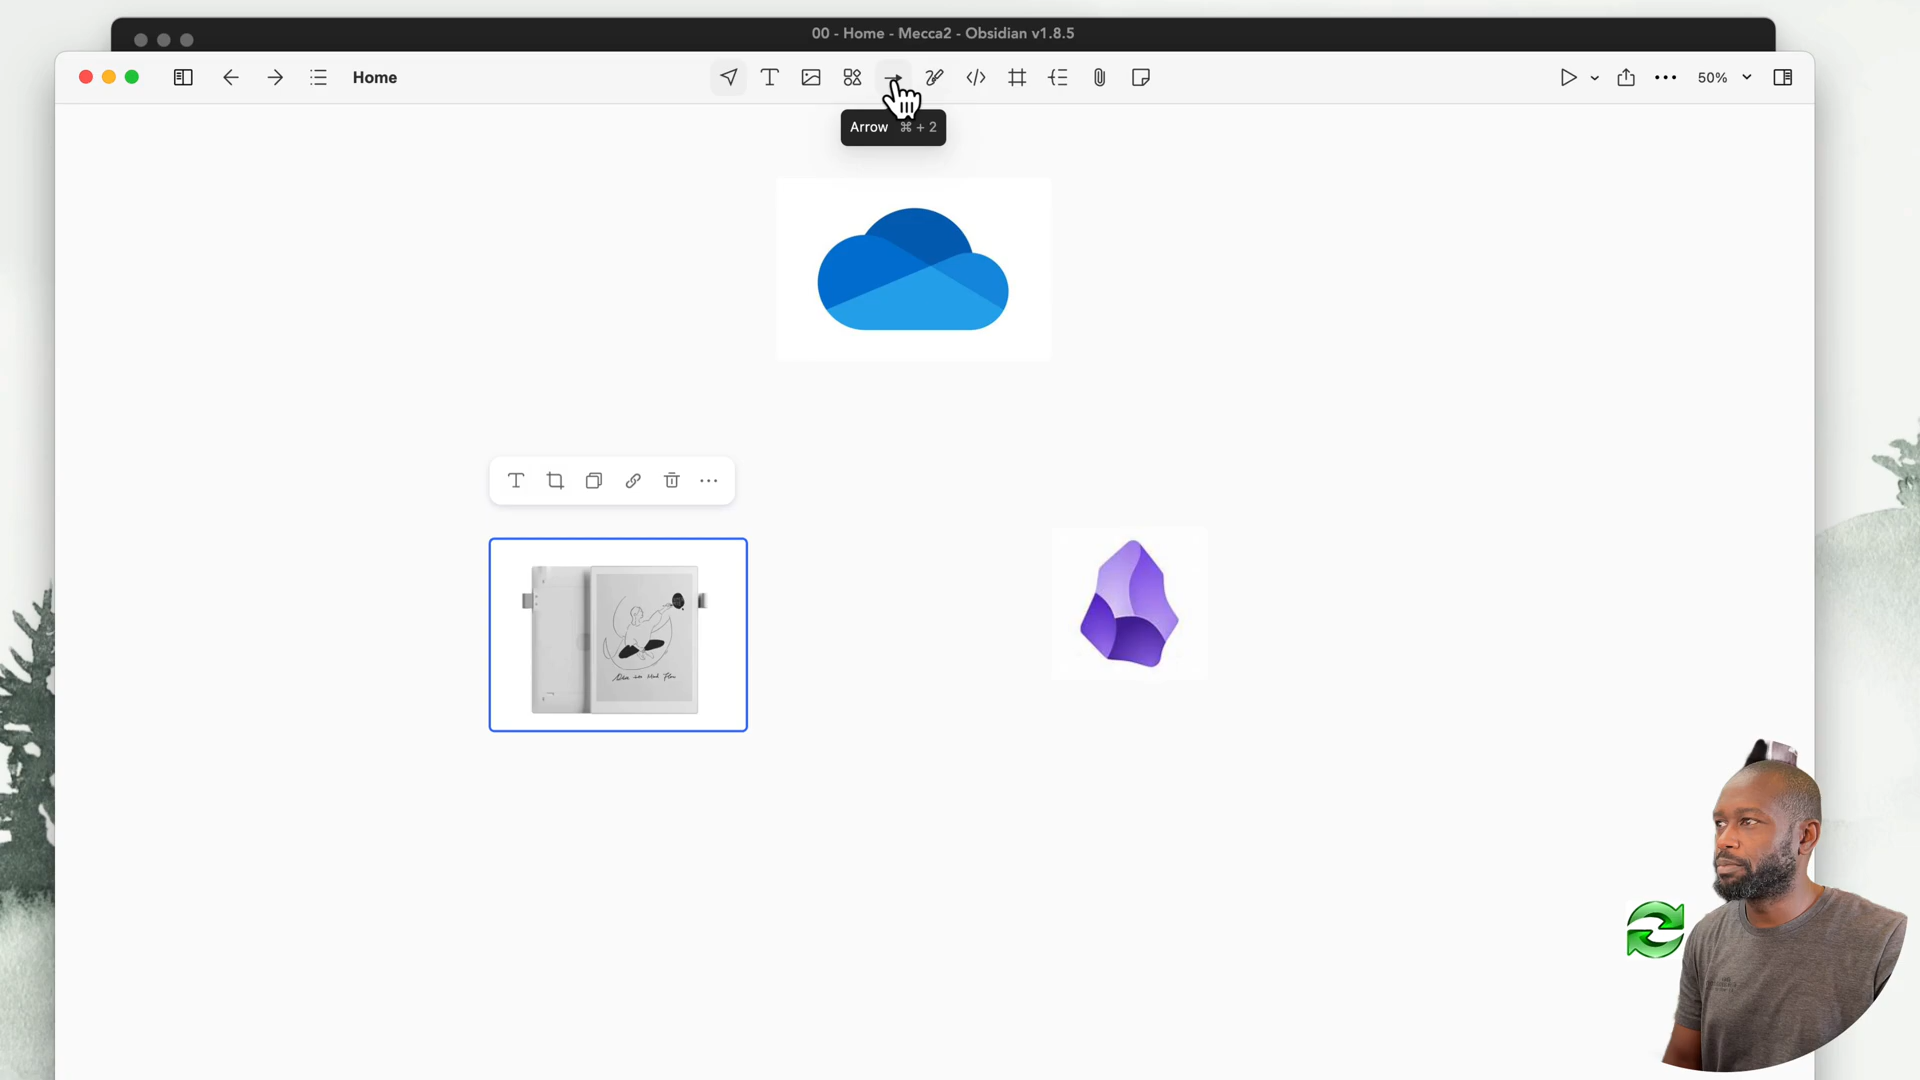 00 - Home - Mecca2 - Obsidian v1.8.5
Home
50%
Arrow ⌘ + 2